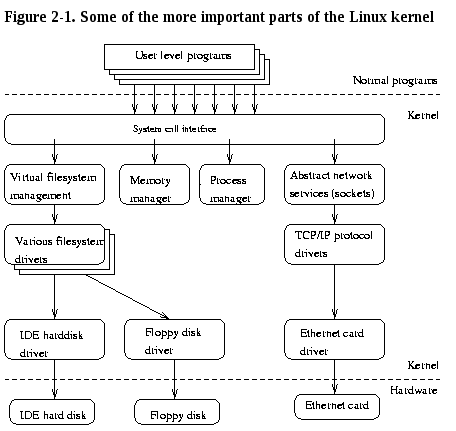 Figure 2-1. Some of the more important parts of the Linux kernel
User level programs
Normal programs
Kernel
System call interface
Virtual filesystem
management
Memory
manager
Process
manager
Abstract network
services (sockets)
Various filesystem
drivers
TCP/IP protocol
drivers
IDE harddisk
driver
Floppy disk
driver
Ethernet card
driver
Kernel
Hardware
IDE hard disk
Floppy disk
Ethernet card